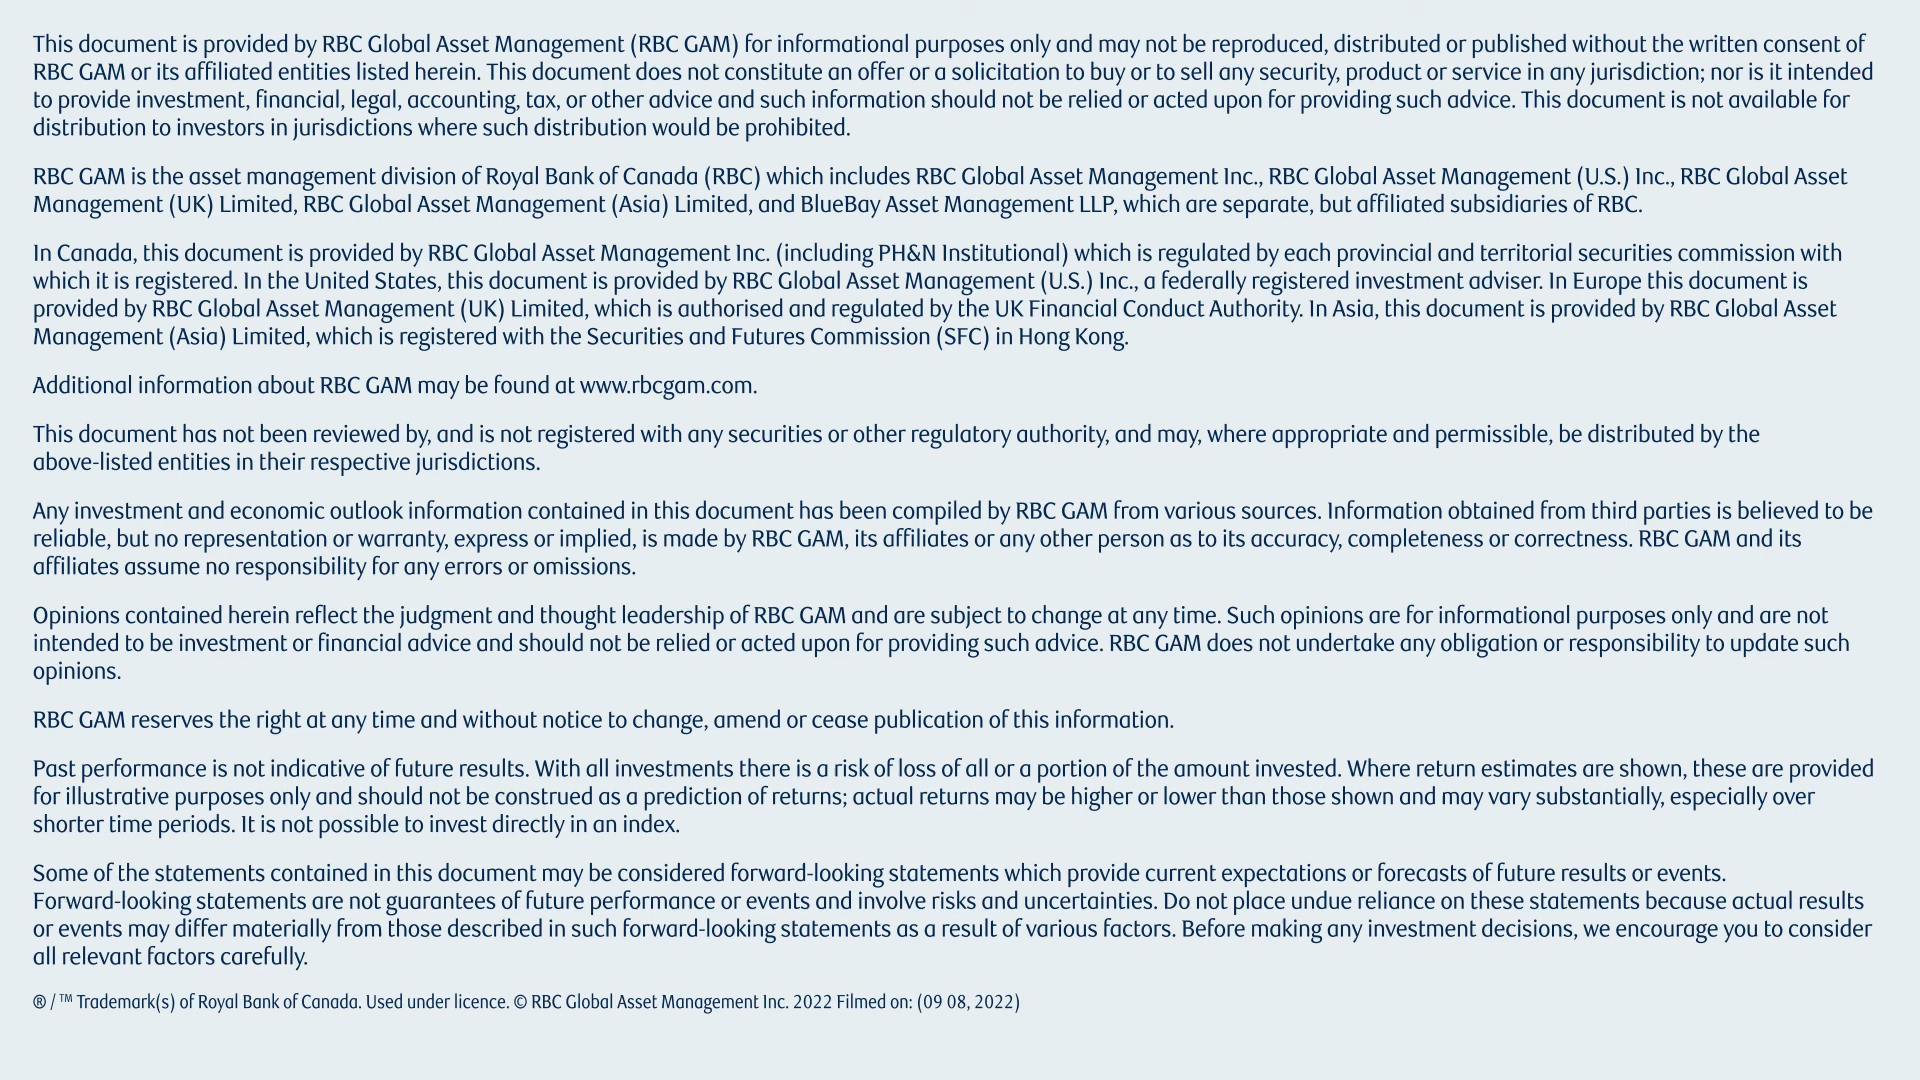 This document is provided by RBC Global Asset Management (RBC GAM) for informational purposes only and may not be reproduced, distributed or published without the written consent of
RBC GAM or its affiliated entities listed herein. This document does not constitute an offer or a solicitation to buy or to sell any security, product or service in any jurisdiction; nor is it intended
to provide investment, financial, legal, accounting, tax, or other advice and such information should not be relied or acted upon for providing such advice. This document is not available for
distribution to investors in jurisdictions where such distribution would be prohibited.
RBC GAM is the asset management division of Royal Bank of Canada (RBC) which includes RBC Global Asset Management Inc., RBC Global Asset Management (U.S.) Inc., RBC Global Asset
Management (UK) Limited, RBC Global Asset Management (Asia) Limited, and BlueBay Asset Management LLP, which are separate, but affiliated subsidiaries of RBC.
In Canada, this document is provided by RBC Global Asset Management Inc. (including PH&N Institutional) which is regulated by each provincial and territorial securities commission with
which it is registered. In the United States, this document is provided by RBC Global Asset Management (U.S.) Inc., a federally registered investment adviser. In Europe this document is
provided by RBC Global Asset Management (UK) Limited, which is authorised and regulated by the UK Financial Conduct Authority. In Asia, this document is provided by RBC Global Asset
Management (Asia) Limited, which is registered with the Securities and Futures Commission (SFC) in Hong Kong.
Additional information about RBC GAM may be found at www.rbcgam.com.
This document has not been reviewed by, and is not registered with any securities or other regulatory authority, and may, where appropriate and permissible, be distributed by the
above-listed entities in their respective jurisdictions.
Any investment and economic outlook information contained in this document has been compiled by RBC GAM from various sources. Information obtained from third parties is believed to be
reliable, but no representation or warranty, express or implied, is made by RBC GAM, its affiliates or any other person as to its accuracy, completeness or correctness. RBC GAM and its
affiliates assume no responsibility for any errors or omissions.
Opinions contained herein reflect the judgment and thought leadership of RBC GAM and are subject to change at any time. Such opinions are for informational purposes only and are not
intended to be investment or financial advice and should not be relied or acted upon for providing such advice. RBC GAM does not undertake any obligation or responsibility to update such
opinions.
RBC GAM reserves the right at any time and without notice to change, amend or cease publication of this information.
Past performance is not indicative of future results. With all investments there is a risk of loss of all or a portion of the amount invested. Where return estimates are shown, these are provided
for illustrative purposes only and should not be construed as a prediction of returns; actual returns may be higher or lower than those shown and may vary substantially, especially over
shorter time periods. It is not possible to invest directly in an index.
Some of the statements contained in this document may be considered forward-looking statements which provide current expectations or forecasts of future results or events.
Forward-looking statements are not guarantees of future performance or events and involve risks and uncertainties. Do not place undue reliance on these statements because actual results
or events may differ materially from those described in such forward-looking statements as a result of various factors. Before making any investment decisions, we encourage you to consider
all relevant factors carefully.
® / ™ Trademark(s) of Royal Bank of Canada. Used under licence. © RBC Global Asset Management Inc. 2022 Filmed on: (09 08, 2022)